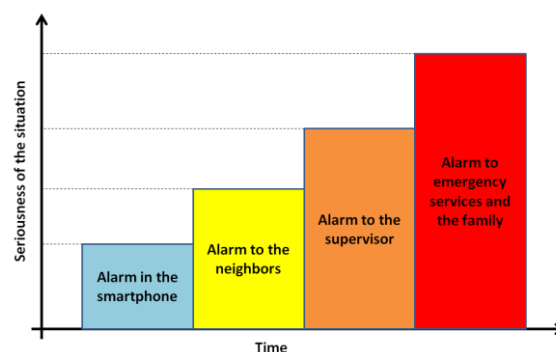 Seriousness of the situation
Alarm in the
smartphone
Alarm to the
neighbors
Alarm to the
supervisor
Alarm to
emergency
services and
the family
Time